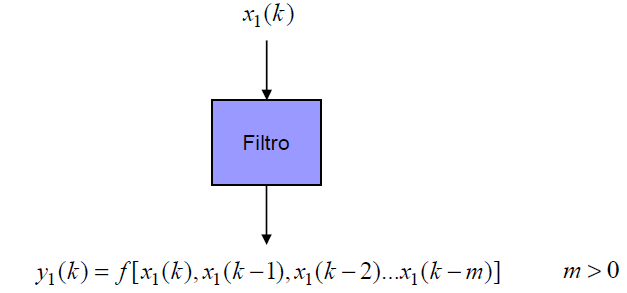 x₁(k)
Filtro
y₁(k) = f[x₁(k), x₁(k−1), x₁(k−2)...x₁(k−m)] m > 0